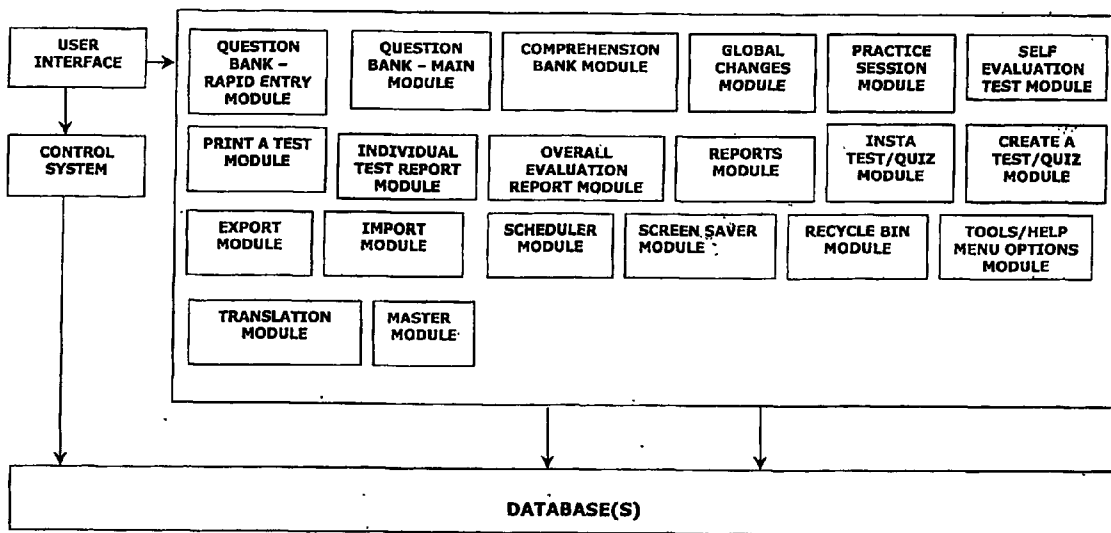 USER
INTERFACE
CONTROL
SYSTEM
QUESTION
BANK –
RAPID ENTRY
MODULE
QUESTION
BANK – MAIN
MODULE
COMPREHENSION
BANK MODULE
GLOBAL
CHANGES
MODULE
PRACTICE
SESSION
MODULE
SELF
EVALUATION
TEST MODULE
PRINT A TEST
MODULE
INDIVIDUAL
TEST REPORT
MODULE
OVERALL
EVALUATION
REPORT MODULE
REPORTS
MODULE
INSTA
TEST/QUIZ
MODULE
CREATE A
TEST/QUIZ
MODULE
EXPORT
MODULE
IMPORT
MODULE
SCHEDULER
MODULE
SCREEN SAVER
MODULE
RECYCLE BIN
MODULE
TOOLS/HELP
MENU OPTIONS
MODULE
TRANSLATION
MODULE
MASTER
MODULE
DATABASE(S)